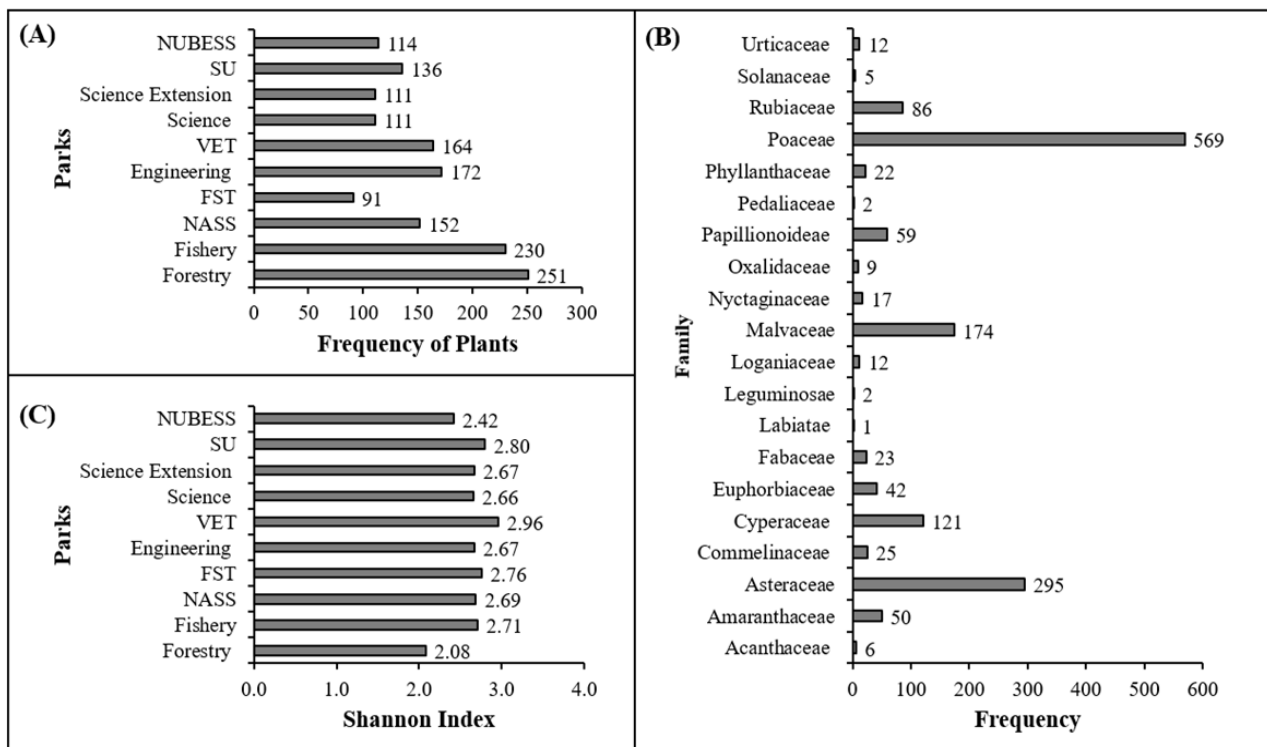 (A)
Parks
NUBESS 114
SU 136
Science Extension 111
Science 111
VET 164
Engineering 172
FST 91
NASS 152
Fishery 230
Forestry 251
0 50 100 150 200 250 300
Frequency of Plants
(C)
Parks
NUBESS 2.42
SU 2.80
Science Extension 2.67
Science 2.66
VET 2.96
Engineering 2.67
FST 2.76
NASS 2.69
Fishery 2.71
Forestry 2.08
0.0 1.0 2.0 3.0 4.0
Shannon Index
(B)
Family
Urticaceae 12
Solanaceae 5
Rubiaceae 86
Poaceae 569
Phyllanthaceae 22
Pedaliaceae 2
Papillionoideae 59
Oxalidaceae 9
Nyctaginaceae 17
Malvaceae 174
Loganiaceae 12
Leguminosae 2
Labiatae 1
Fabaceae 23
Euphorbiaceae 42
Cyperaceae 121
Commelinaceae 25
Asteraceae 295
Amaranthaceae 50
Acanthaceae 6
0 100 200 300 400 500 600
Frequency